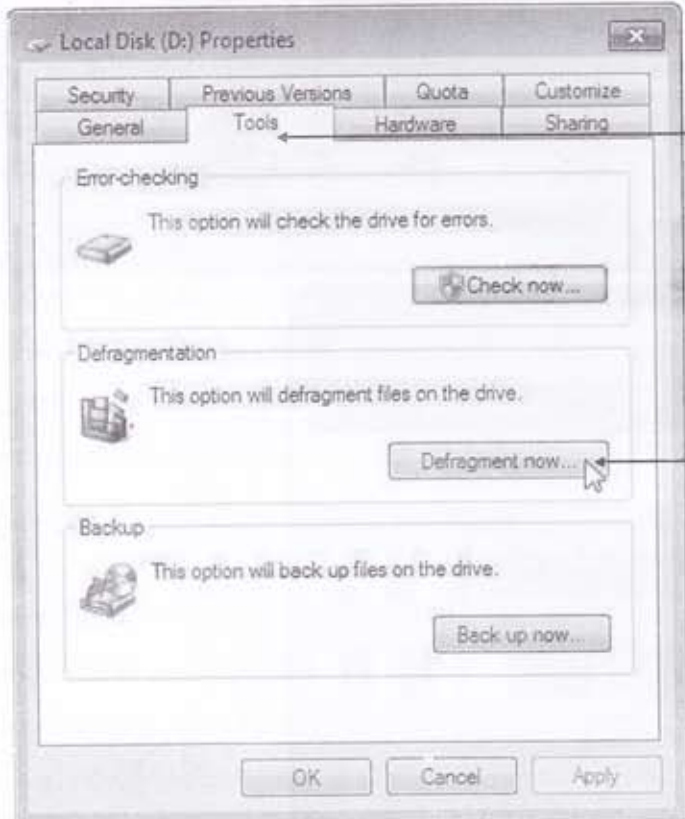 Local Disk (D:) Properties
Security Previous Versions Quota Customize
General Tools Hardware Sharing
Error-checking
This option will check the drive for errors.
Check now...
Defragmentation
This option will defragment files on the drive.
Defragment now...
Backup
This option will back up files on the drive.
Back up now...
OK Cancel Apply